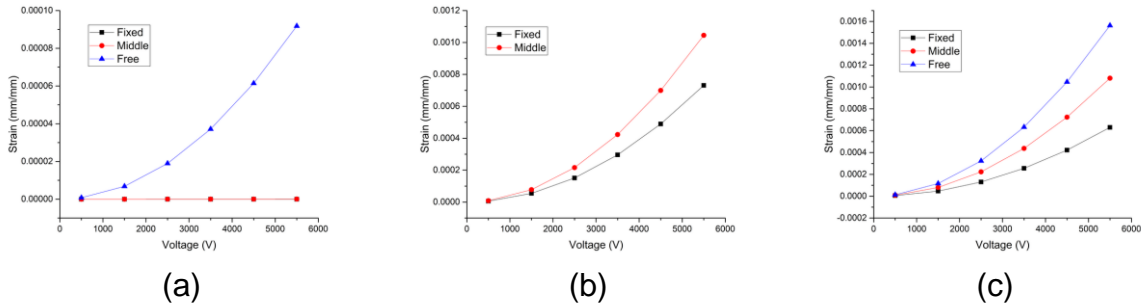 0.00010
0.00008
0.00006
0.00004
0.00002
0.00000
Strain (mm/mm)
Fixed
Middle
Free
0 1000 2000 3000 4000 5000 6000
Voltage (V)
(a)
0.0012
0.0010
0.0008
0.0006
0.0004
0.0002
0.0000
Strain (mm/mm)
Fixed
Middle
0 1000 2000 3000 4000 5000 6000
Voltage (V)
(b)
0.0016
0.0014
0.0012
0.0010
0.0008
0.0006
0.0004
0.0002
0.0000
-0.0002
Strain (mm/mm)
Fixed
Middle
Free
0 1000 2000 3000 4000 5000 6000
Voltage (V)
(c)